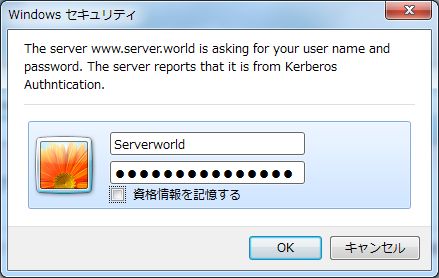 Windows セキュリティ
The server www.server.world is asking for your user name and
password. The server reports that it is from Kerberos
Authntication.
Serverworld
●●●●●●●●●●●●●●●
資格情報を記憶する
OK
キャンセル